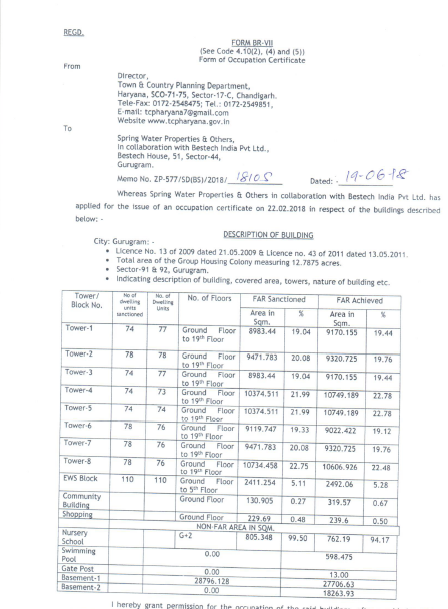 REGD.
FORM BR-VII
(See Code 4.10(2), (4) and (5))
Form of Occupation Certificate
From
Director,
Town & Country Planning Department,
Haryana, SCO-71-75, Sector-17-C, Chandigarh.
Tele-Fax: 0172-2548475; Tel.: 0172-2549851,
E-mail: tcpharyana7@gmail.com
Website www.tcpharyana.gov.in
To
Spring Water Properties & Others,
In collaboration with Bestech India Pvt Ltd.,
Bestech House, 51, Sector-44,
Gurugram.
Memo No. ZP-577/SD(BS)/2018/ 18105 Dated: - 19-06-18
Whereas Spring Water Properties & Others in collaboration with Bestech India Pvt Ltd. has
applied for the issue of an occupation certificate on 22.02.2018 in respect of the buildings described
below: -
DESCRIPTION OF BUILDING
City: Gurugram: -
• Licence No. 13 of 2009 dated 21.05.2009 & Licence no. 43 of 2011 dated 13.05.2011.
• Total area of the Group Housing Colony measuring 12.7875 acres.
• Sector-91 & 92, Gurugram.
• Indicating description of building, covered area, towers, nature of building etc.
Tower/ Block No. No of dwelling units sanctioned No. of Dwelling Units No. of Floors FAR Sanctioned FAR Achieved
Area in Sqm. % Area in Sqm. %
Tower-1 74 77 Ground Floor to 19th Floor 8983.44 19.04 9170.155 19.44
Tower-2 78 78 Ground Floor to 19th Floor 9471.783 20.08 9320.725 19.76
Tower-3 74 77 Ground Floor to 19th Floor 8983.44 19.04 9170.155 19.44
Tower-4 74 73 Ground Floor to 19th Floor 10374.511 21.99 10749.189 22.78
Tower-5 74 74 Ground Floor to 19th Floor 10374.511 21.99 10749.189 22.78
Tower-6 78 76 Ground Floor to 19th Floor 9119.747 19.33 9022.422 19.12
Tower-7 78 76 Ground Floor to 19th Floor 9471.783 20.08 9320.725 19.76
Tower-8 78 76 Ground Floor to 19th Floor 10734.458 22.75 10606.926 22.48
EWS Block 110 110 Ground Floor to 5th Floor 2411.254 5.11 2492.06 5.28
Community Building Ground Floor 130.905 0.27 319.57 0.67
Shopping Ground Floor 229.69 0.48 239.6 0.50
NON-FAR AREA IN SQM.
Nursery School G+2 805.348 99.50 762.19 94.17
Swimming Pool 0.00 598.475
Gate Post 0.00 13.00
Basement-1 28796.128 27706.63
Basement-2 0.00 18263.93
I hereby grant permission for the occupation of the said buildings